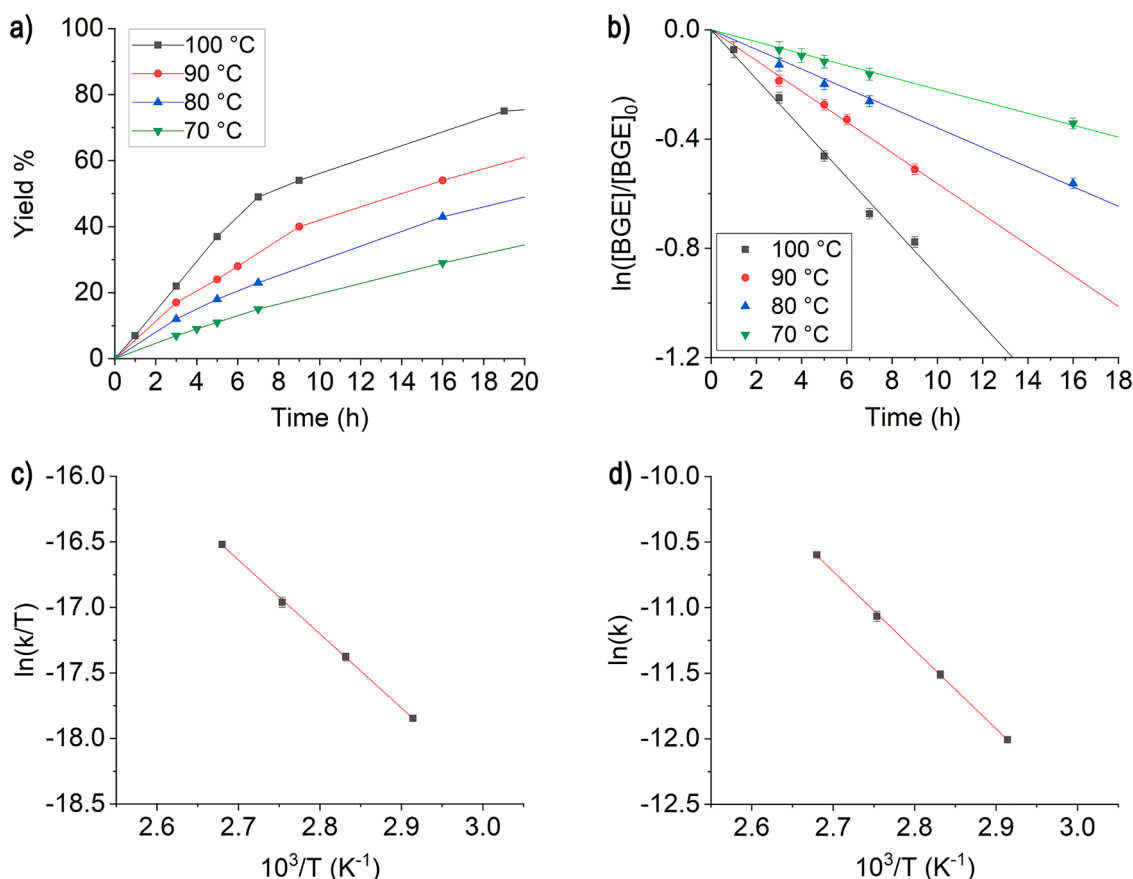 a)
100
80
60
40
20
0
Yield %
100 °C
90 °C
80 °C
70 °C
0 2 4 6 8 10 12 14 16 18 20
Time (h)
b)
-0.0
-0.4
-0.8
-1.2
ln([BGE]/[BGE]₀)
100 °C
90 °C
80 °C
70 °C
0 2 4 6 8 10 12 14 16 18
Time (h)
c)
-16.0
-16.5
-17.0
-17.5
-18.0
-18.5
ln(k/T)
2.6 2.7 2.8 2.9 3.0
10³/T (K⁻¹)
d)
-10.0
-10.5
-11.0
-11.5
-12.0
-12.5
ln(k)
2.6 2.7 2.8 2.9 3.0
10³/T (K⁻¹)